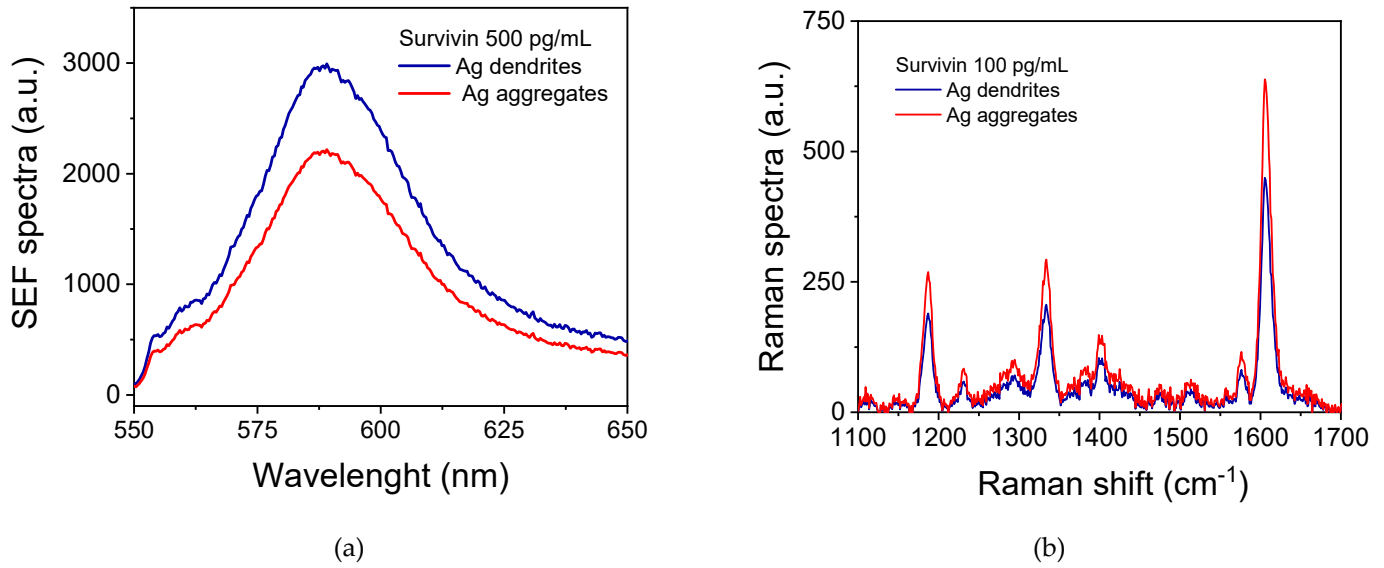 Survivin 500 pg/mL
Ag dendrites
Ag aggregates
SEF spectra (a.u.)
3000
2000
1000
0
550
575
600
625
650
Wavelenght (nm)
(a)
Survivin 100 pg/mL
Ag dendrites
Ag aggregates
Raman spectra (a.u.)
750
500
250
0
1100
1200
1300
1400
1500
1600
1700
Raman shift (cm⁻¹)
(b)